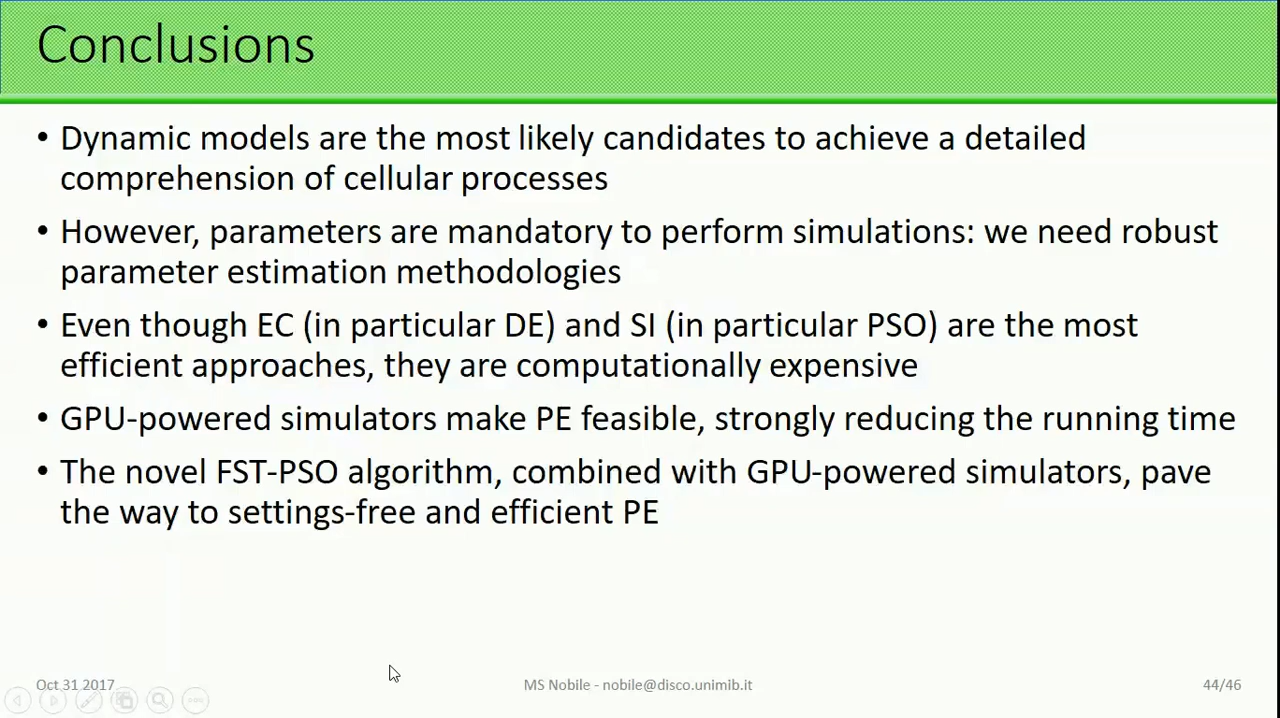 Conclusions
• Dynamic models are the most likely candidates to achieve a detailed
comprehension of cellular processes
• However, parameters are mandatory to perform simulations: we need robust
parameter estimation methodologies
• Even though EC (in particular DE) and SI (in particular PSO) are the most
efficient approaches, they are computationally expensive
• GPU-powered simulators make PE feasible, strongly reducing the running time
• The novel FST-PSO algorithm, combined with GPU-powered simulators, pave
the way to settings-free and efficient PE
Oct 31 2017 MS Nobile - nobile@disco.unimib.it 44/46